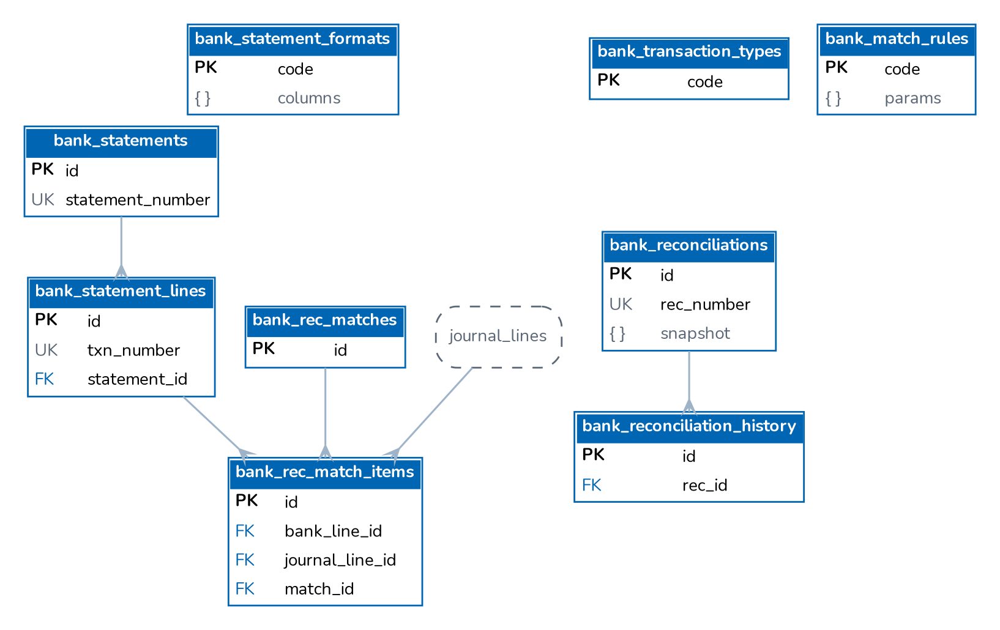 bank_statement_formats
PK code
{ } columns
bank_transaction_types
PK code
bank_match_rules
PK code
{ } params
bank_statements
PK id
UK statement_number
bank_statement_lines
PK id
UK txn_number
FK statement_id
bank_rec_matches
PK id
journal_lines
bank_reconciliations
PK id
UK rec_number
{ } snapshot
bank_rec_match_items
PK id
FK bank_line_id
FK journal_line_id
FK match_id
bank_reconciliation_history
PK id
FK rec_id